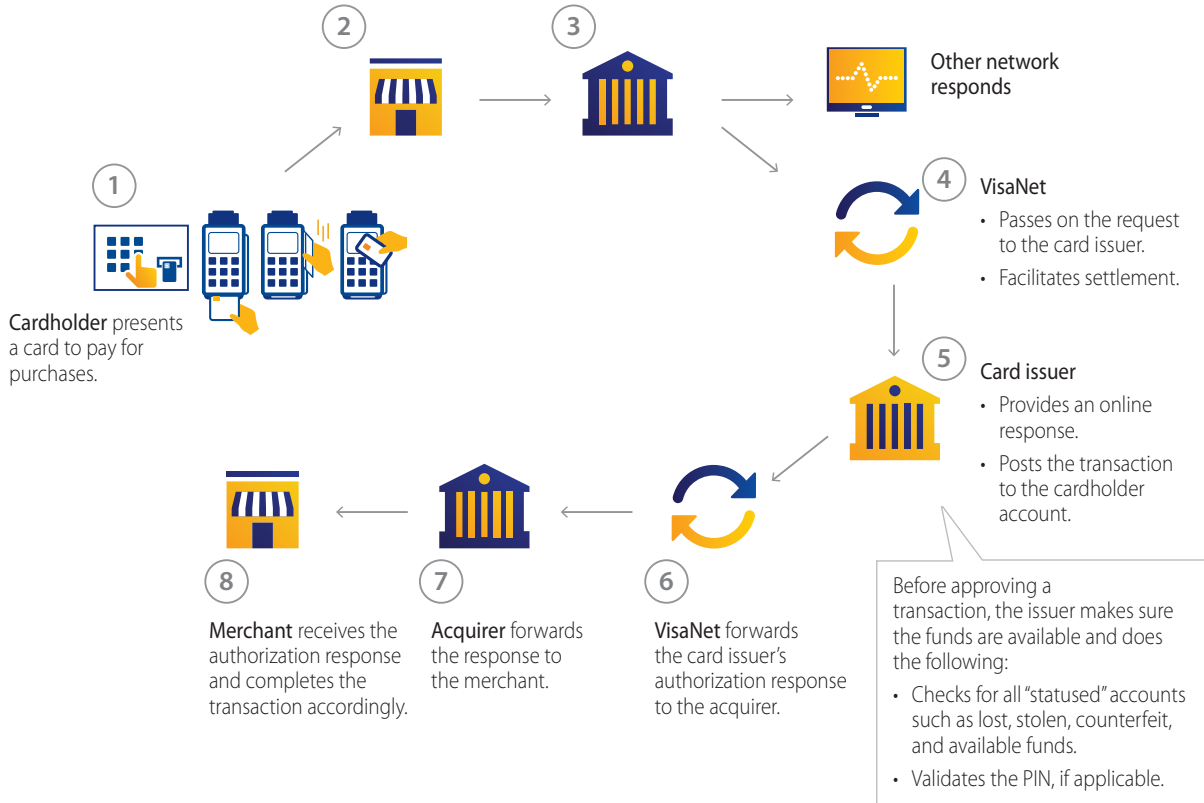 1
Cardholder presents
a card to pay for
purchases.
2
3
Other network
responds
4
VisaNet
• Passes on the request
to the card issuer.
• Facilitates settlement.
5
Card issuer
• Provides an online
response.
• Posts the transaction
to the cardholder
account.
Before approving a
transaction, the issuer makes sure
the funds are available and does
the following:
• Checks for all “statused” accounts
such as lost, stolen, counterfeit,
and available funds.
• Validates the PIN, if applicable.
6
VisaNet forwards
the card issuer’s
authorization response
to the acquirer.
7
Acquirer forwards
the response to
the merchant.
8
Merchant receives the
authorization response
and completes the
transaction accordingly.